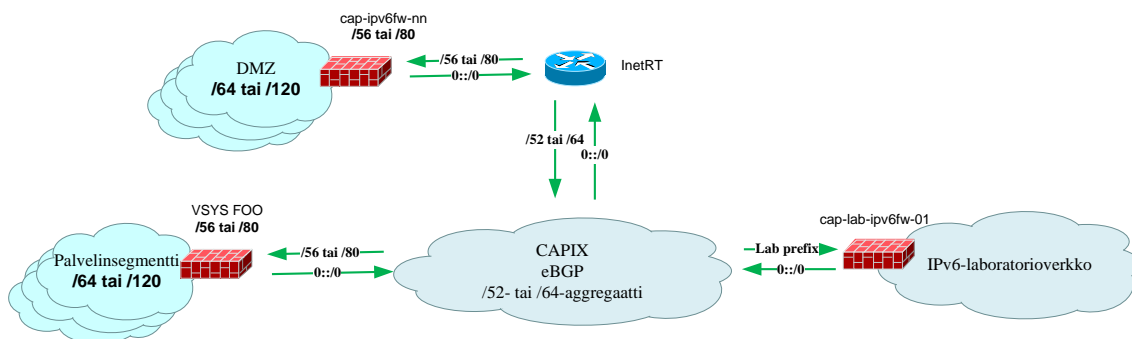 cap-ipv6fw-nn
/56 tai /80
DMZ
/64 tai /120
/56 tai /80
0::/0
InetRT
/52 tai /64
0::/0
VSYS FOO
/56 tai /80
Palvelinsegmentti
/64 tai /120
/56 tai /80
0::/0
CAPIX
eBGP
/52- tai /64-aggregaatti
cap-lab-ipv6fw-01
Lab prefix
0::/0
IPv6-laboratorioverkko